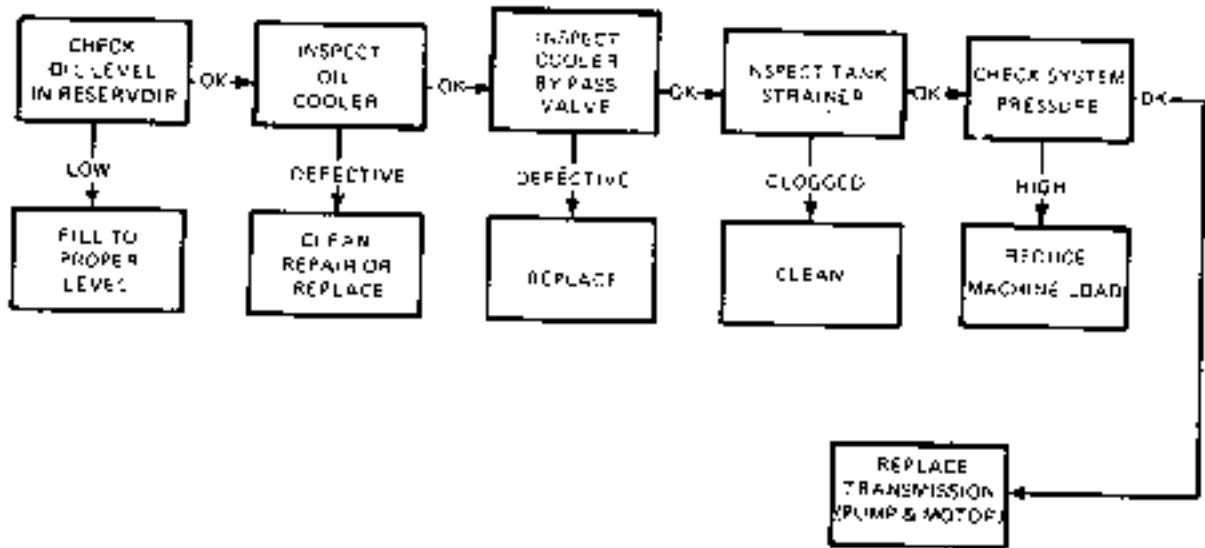 CHECK
OIL LEVEL
IN RESERVOIR
OK
INSPECT
OIL
COOLER
OK
INSPECT
COOLER
BY PASS
VALVE
OK
INSPECT TANK
STRAINER
OK
CHECK SYSTEM
PRESSURE
OK
LOW
DEFECTIVE
DEFECTIVE
CLOGGED
HIGH
FILL TO
PROPER
LEVEL
CLEAN
REPAIR OR
REPLACE
REPLACE
CLEAN
REDUCE
MACHINE LOAD
REPLACE
TRANSMISSION
(PUMP & MOTOR)